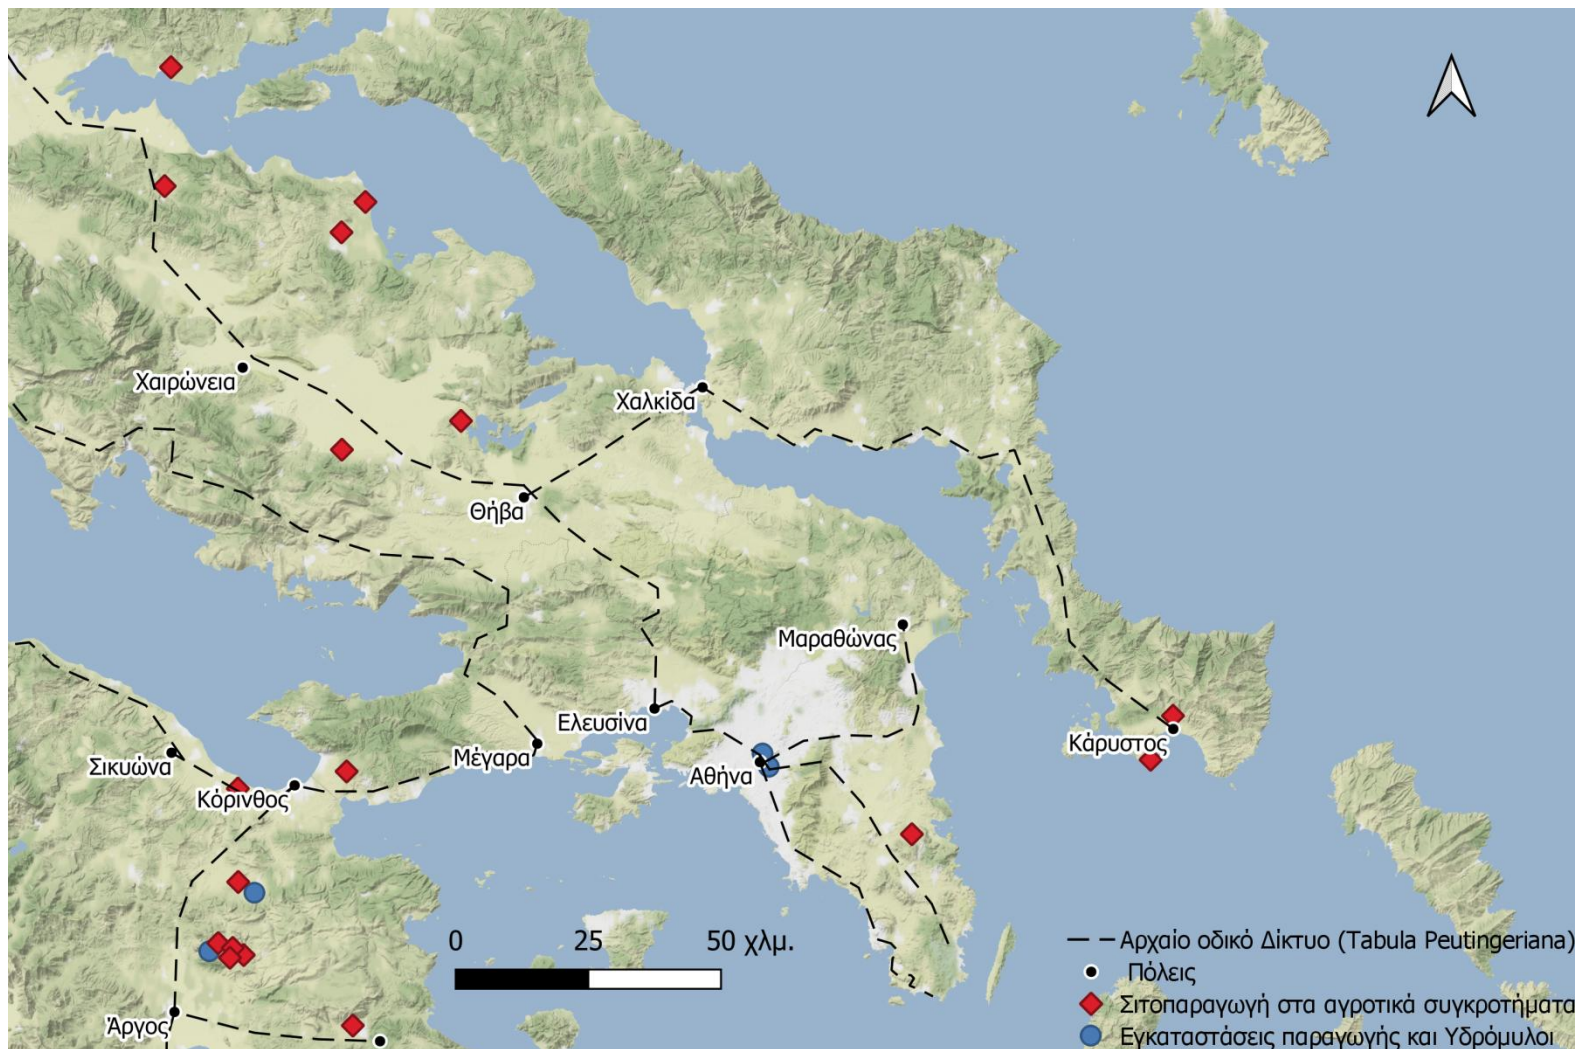 Χαιρώνεια
Χαλκίδα
Θήβα
Μαραθώνας
Ελευσίνα
Μέγαρα
Σικυώνα
Κόρινθος
Αθήνα
Κάρυστος
Άργος
0 25 50 χλμ.
Αρχαίο οδικό Δίκτυο (Tabula Peutingeriana)
Πόλεις
Σιτοπαραγωγή στα αγροτικά συγκροτήματα
Εγκαταστάσεις παραγωγής και Υδρόμυλοι